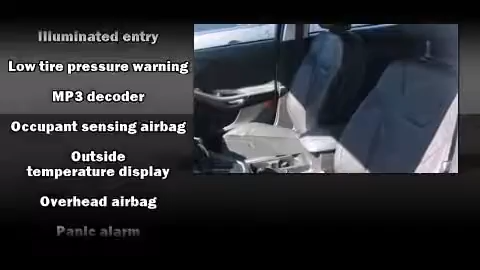 Illuminated entry
Low tire pressure warning
MP3 decoder
Occupant sensing airbag
Outside
temperature display
Overhead airbag
Panic alarm